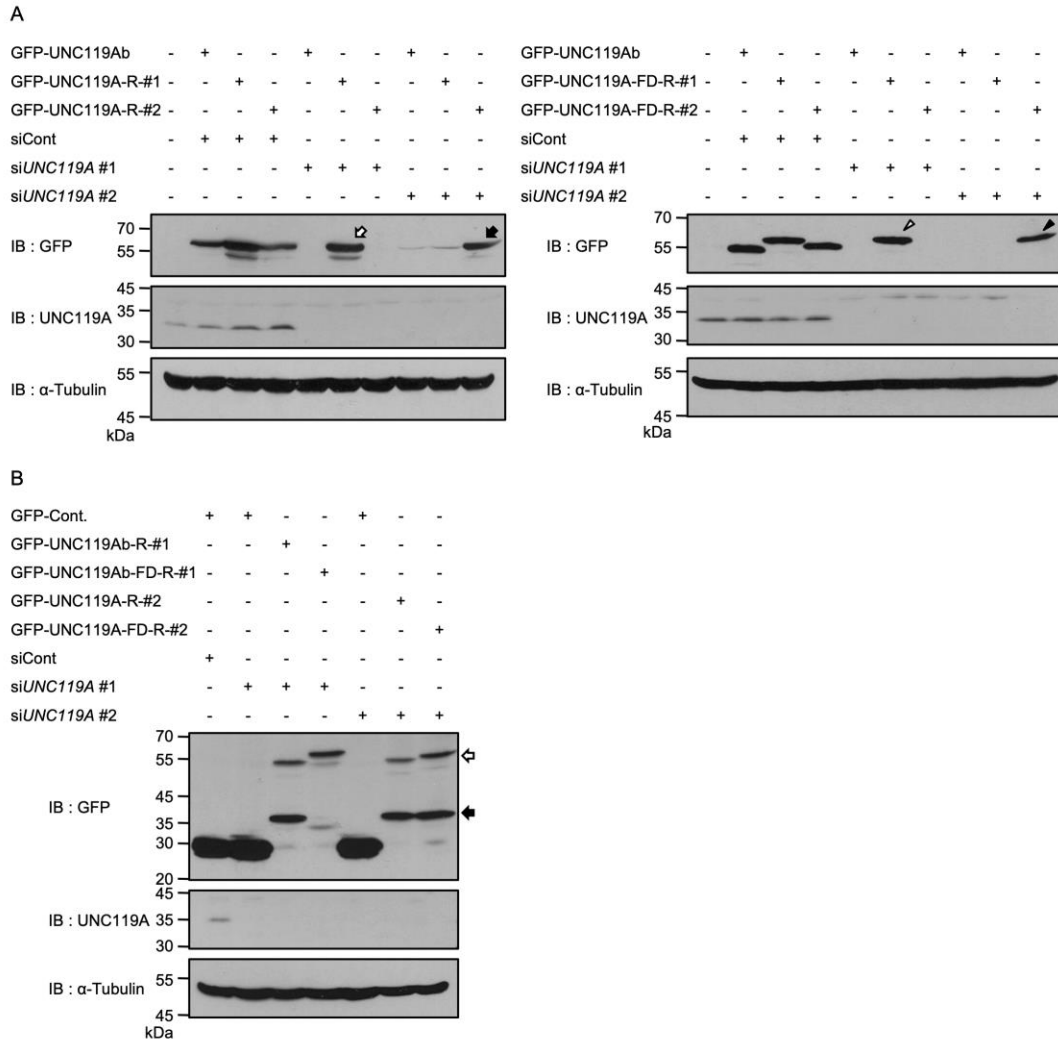 A
GFP-UNC119Ab - + - - + - - + - -
GFP-UNC119A-R-#1 - - + - - + - - + -
GFP-UNC119A-R-#2 - - - + - - + - - +
siCont - + + + - - - - - -
siUNC119A #1 - - - - + + + - - -
siUNC119A #2 - - - - - - - + + +
70
IB : GFP
55
45
35
IB : UNC119A
30
55
IB : α-Tubulin
45
kDa
GFP-UNC119Ab - + - - + - - + - -
GFP-UNC119A-FD-R-#1 - - + - - + - - + -
GFP-UNC119A-FD-R-#2 - - - + - - + - - +
siCont - + + + - - - - - -
siUNC119A #1 - - - - + + + - - -
siUNC119A #2 - - - - - - - + + +
70
IB : GFP
55
45
35
IB : UNC119A
30
55
IB : α-Tubulin
45
kDa
B
GFP-Cont. + + - - + - -
GFP-UNC119Ab-R-#1 - - + - - - -
GFP-UNC119Ab-FD-R-#1 - - - + - - -
GFP-UNC119A-R-#2 - - - - - + -
GFP-UNC119A-FD-R-#2 - - - - - - +
siCont + - - - - - -
siUNC119A #1 - + + + - - -
siUNC119A #2 - - - - + + +
70
55
45
IB : GFP
35
30
20
45
IB : UNC119A 35
30
55
IB : α-Tubulin
45
kDa